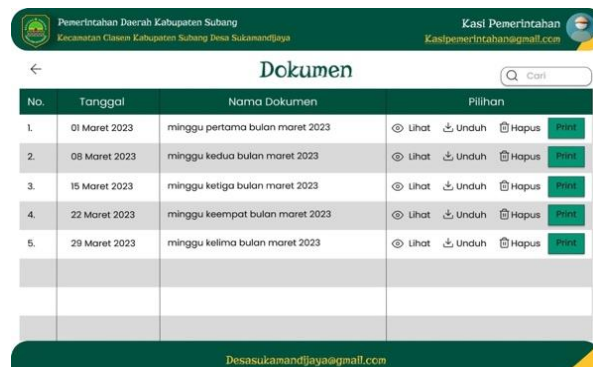 Pemerintahan Daerah Kabupaten Subang
Kecamatan Ciasem Kabupaten Subang Desa Sukamandijaya
Kasi Pemerintahan
Kasipemerintahan@gmail.com
Dokumen
Cari
No. Tanggal Nama Dokumen Pilihan
1. 01 Maret 2023 minggu pertama bulan maret 2023 Lihat Unduh Hapus Print
2. 08 Maret 2023 minggu kedua bulan maret 2023 Lihat Unduh Hapus Print
3. 15 Maret 2023 minggu ketiga bulan maret 2023 Lihat Unduh Hapus Print
4. 22 Maret 2023 minggu keempat bulan maret 2023 Lihat Unduh Hapus Print
5. 29 Maret 2023 minggu kelima bulan maret 2023 Lihat Unduh Hapus Print
Desasukamandijaya@gmail.com